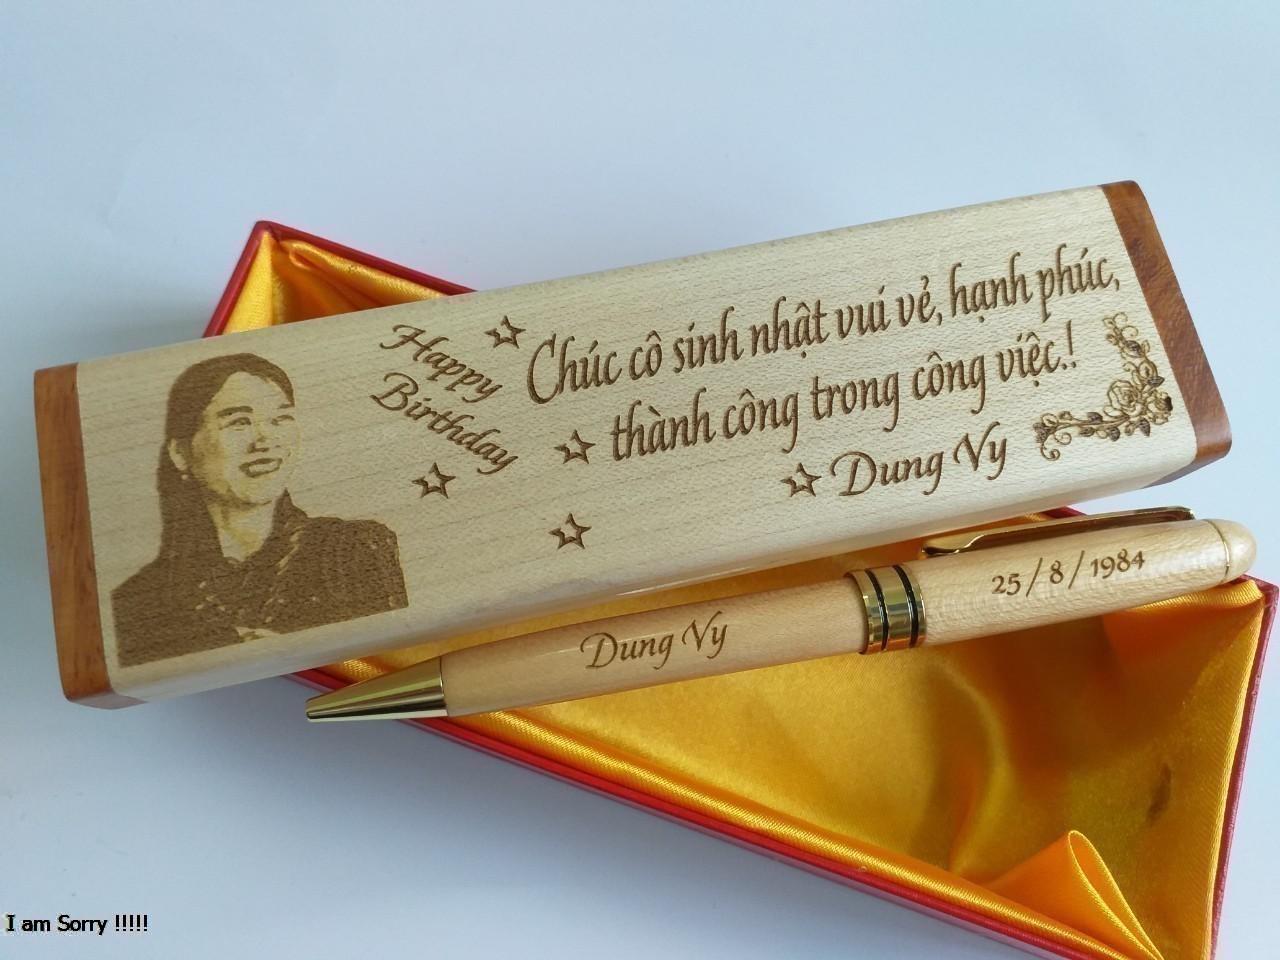 Happy
Birthday
Chúc cô sinh nhật vui vẻ, hạnh phúc,
thành công trong công việc.!
Dung Vy
Dung Vy
25/8/1984
I am Sorry !!!!!